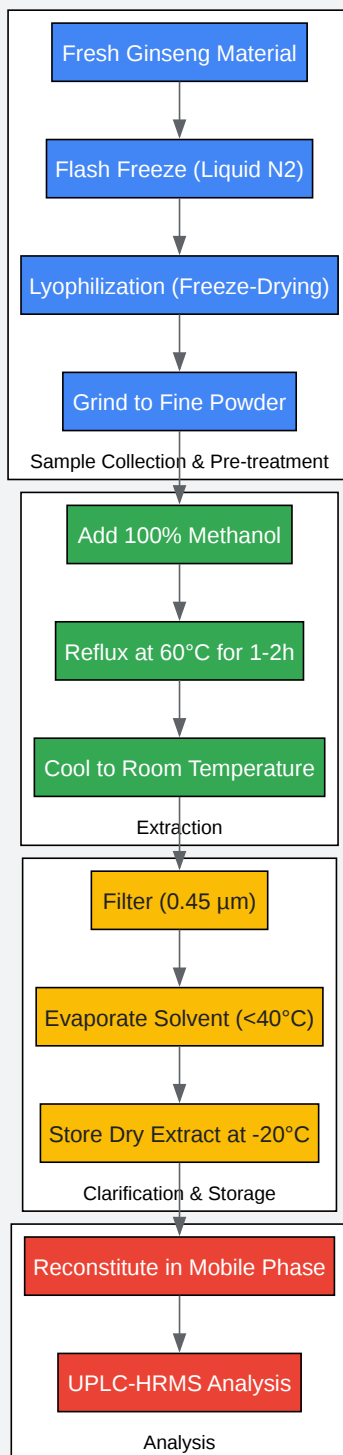 Fresh Ginseng Material
Flash Freeze (Liquid N2)
Lyophilization (Freeze-Drying)
Grind to Fine Powder
Sample Collection & Pre-treatment
Add 100% Methanol
Reflux at 60°C for 1-2h
Cool to Room Temperature
Extraction
Filter (0.45 µm)
Evaporate Solvent (<40°C)
Store Dry Extract at -20°C
Clarification & Storage
Reconstitute in Mobile Phase
UPLC-HRMS Analysis
Analysis